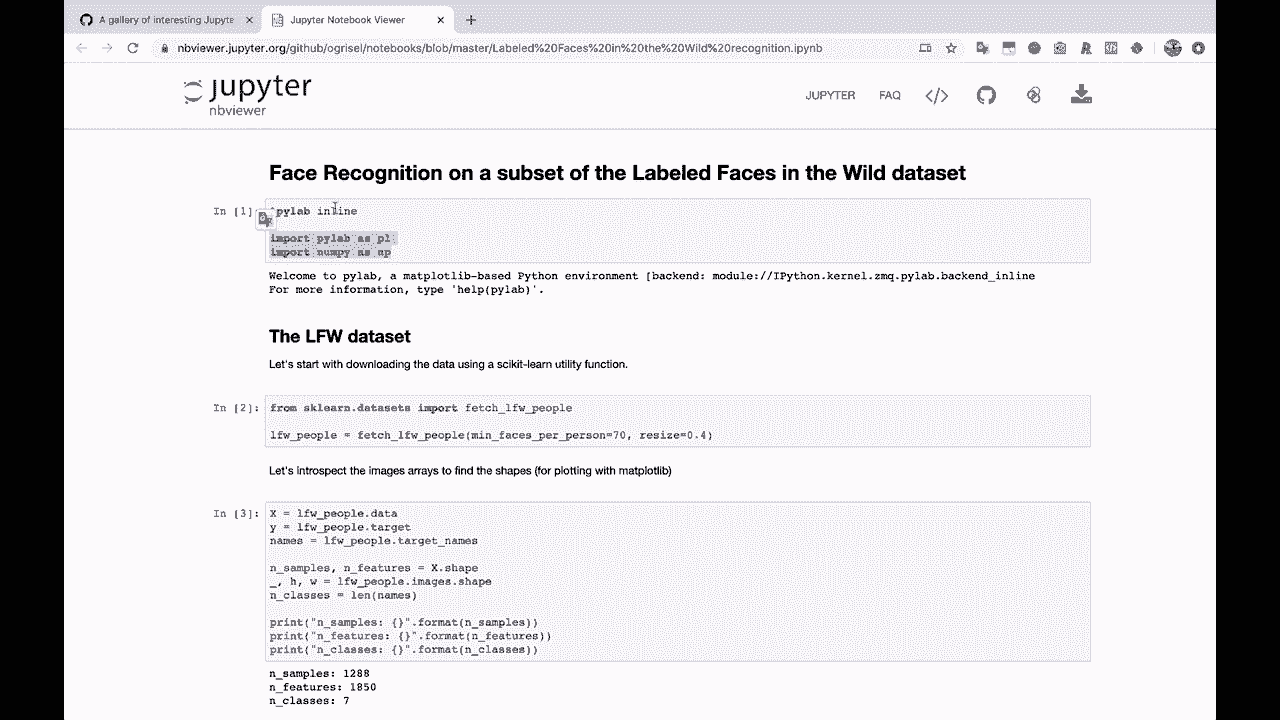 A gallery of interesting Jupyte
Jupyter Notebook Viewer
nbviewer.jupyter.org/github/ogrisel/notebooks/blob/master/Labeled%20Faces%20in%20the%20Wild%20recognition.ipynb
jupyter
nbviewer
JUPYTER FAQ </>
Face Recognition on a subset of the Labeled Faces in the Wild dataset
In [1] pylab inline
import pylab as pl
import numpy as np
Welcome to pylab, a matplotlib-based Python environment [backend: module://IPython.kernel.zmq.pylab.backend_inline
For more information, type 'help(pylab)'.
The LFW dataset
Let's start with downloading the data using a scikit-learn utility function.
In [2]: from sklearn.datasets import fetch_lfw_people
lfw_people = fetch_lfw_people(min_faces_per_person=70, resize=0.4)
Let's introspect the images arrays to find the shapes (for plotting with matplotlib)
In [3]: X = lfw_people.data
y = lfw_people.target
names = lfw_people.target_names
n_samples, n_features = X.shape
_, h, w = lfw_people.images.shape
n_classes = len(names)
print("n_samples: {}".format(n_samples))
print("n_features: {}".format(n_features))
print("n_classes: {}".format(n_classes))
n_samples: 1288
n_features: 1850
n_classes: 7